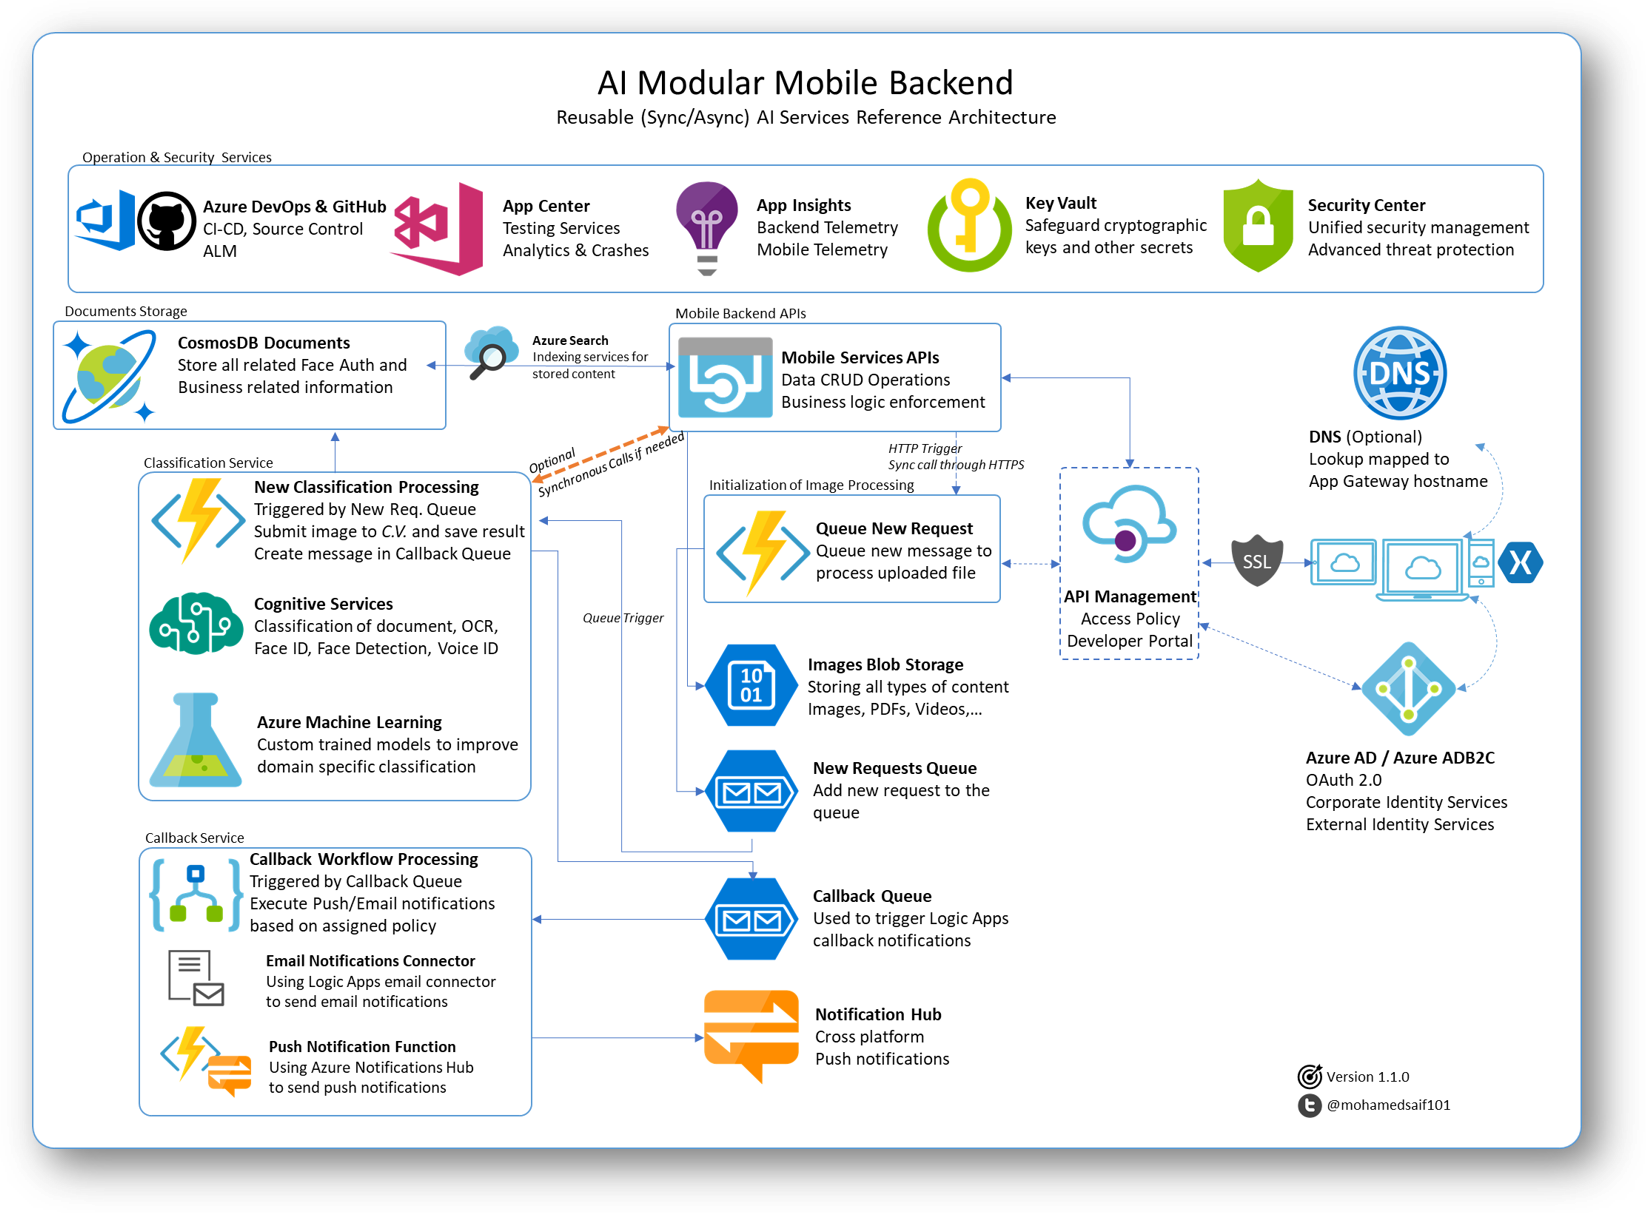 AI Modular Mobile Backend
Reusable (Sync/Async) AI Services Reference Architecture
Operation & Security Services
Azure DevOps & GitHub
CI-CD, Source Control
ALM
App Center
Testing Services
Analytics & Crashes
App Insights
Backend Telemetry
Mobile Telemetry
Key Vault
Safeguard cryptographic
keys and other secrets
Security Center
Unified security management
Advanced threat protection
Documents Storage
CosmosDB Documents
Store all related Face Auth and
Business related information
Azure Search
Indexing services for
stored content
Mobile Backend APIs
Mobile Services APIs
Data CRUD Operations
Business logic enforcement
DNS
DNS (Optional)
Lookup mapped to
App Gateway hostname
Optional
Synchronous Calls if needed
HTTP Trigger
Sync call through HTTPS
Classification Service
New Classification Processing
Triggered by New Req. Queue
Submit image to C.V. and save result
Create message in Callback Queue
Cognitive Services
Classification of document, OCR,
Face ID, Face Detection, Voice ID
Azure Machine Learning
Custom trained models to improve
domain specific classification
Initialization of Image Processing
Queue New Request
Queue new message to
process uploaded file
Queue Trigger
API Management
Access Policy
Developer Portal
SSL
X
10
01
Images Blob Storage
Storing all types of content
Images, PDFs, Videos,...
New Requests Queue
Add new request to the
queue
Azure AD / Azure ADB2C
OAuth 2.0
Corporate Identity Services
External Identity Services
Callback Service
Callback Workflow Processing
Triggered by Callback Queue
Execute Push/Email notifications
based on assigned policy
Email Notifications Connector
Using Logic Apps email connector
to send email notifications
Push Notification Function
Using Azure Notifications Hub
to send push notifications
Callback Queue
Used to trigger Logic Apps
callback notifications
Notification Hub
Cross platform
Push notifications
Version 1.1.0
@mohamedsaif101